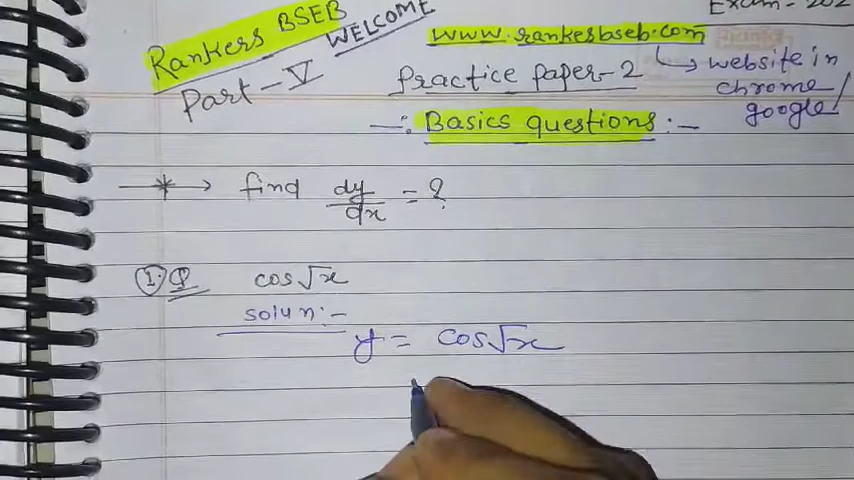 Rankers BSEB
WELCOME
Part - V
www.rankersbseb.com
Practice paper-2
website in
chrome
google/
-: Basics questions :-
find dy/dx = ?
1. Q cos√x
solun:-
y = cos√x